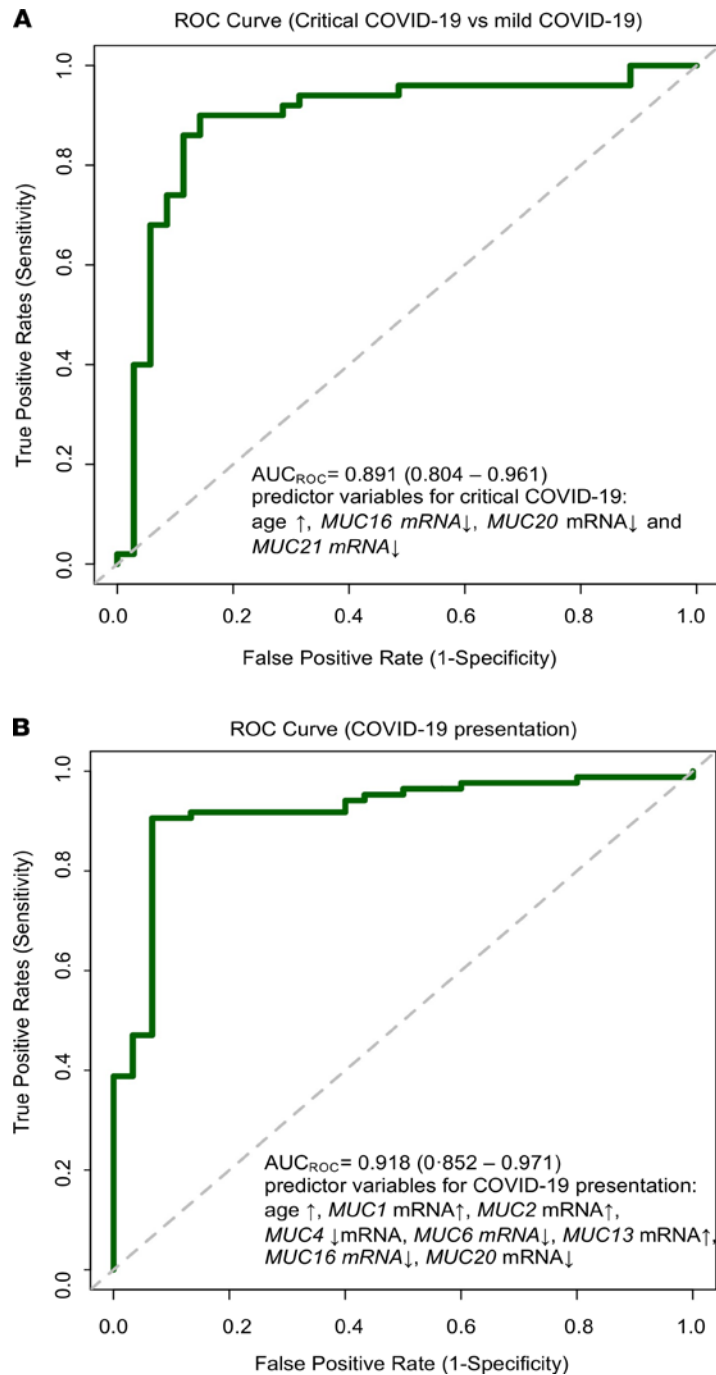 A
ROC Curve (Critical COVID-19 vs mild COVID-19)
True Positive Rates (Sensitivity)
1.0
0.8
0.6
0.4
0.2
0.0
AUCROC= 0.891 (0.804 – 0.961)
predictor variables for critical COVID-19:
age ↑, MUC16 mRNA↓, MUC20 mRNA↓ and
MUC21 mRNA↓
0.0 0.2 0.4 0.6 0.8 1.0
False Positive Rate (1-Specificity)
B
ROC Curve (COVID-19 presentation)
True Positive Rates (Sensitivity)
1.0
0.8
0.6
0.4
0.2
0.0
AUCROC= 0.918 (0·852 – 0.971)
predictor variables for COVID-19 presentation:
age ↑, MUC1 mRNA↑, MUC2 mRNA↑,
MUC4 ↓mRNA, MUC6 mRNA↓, MUC13 mRNA↑,
MUC16 mRNA↓, MUC20 mRNA↓
0.0 0.2 0.4 0.6 0.8 1.0
False Positive Rate (1-Specificity)